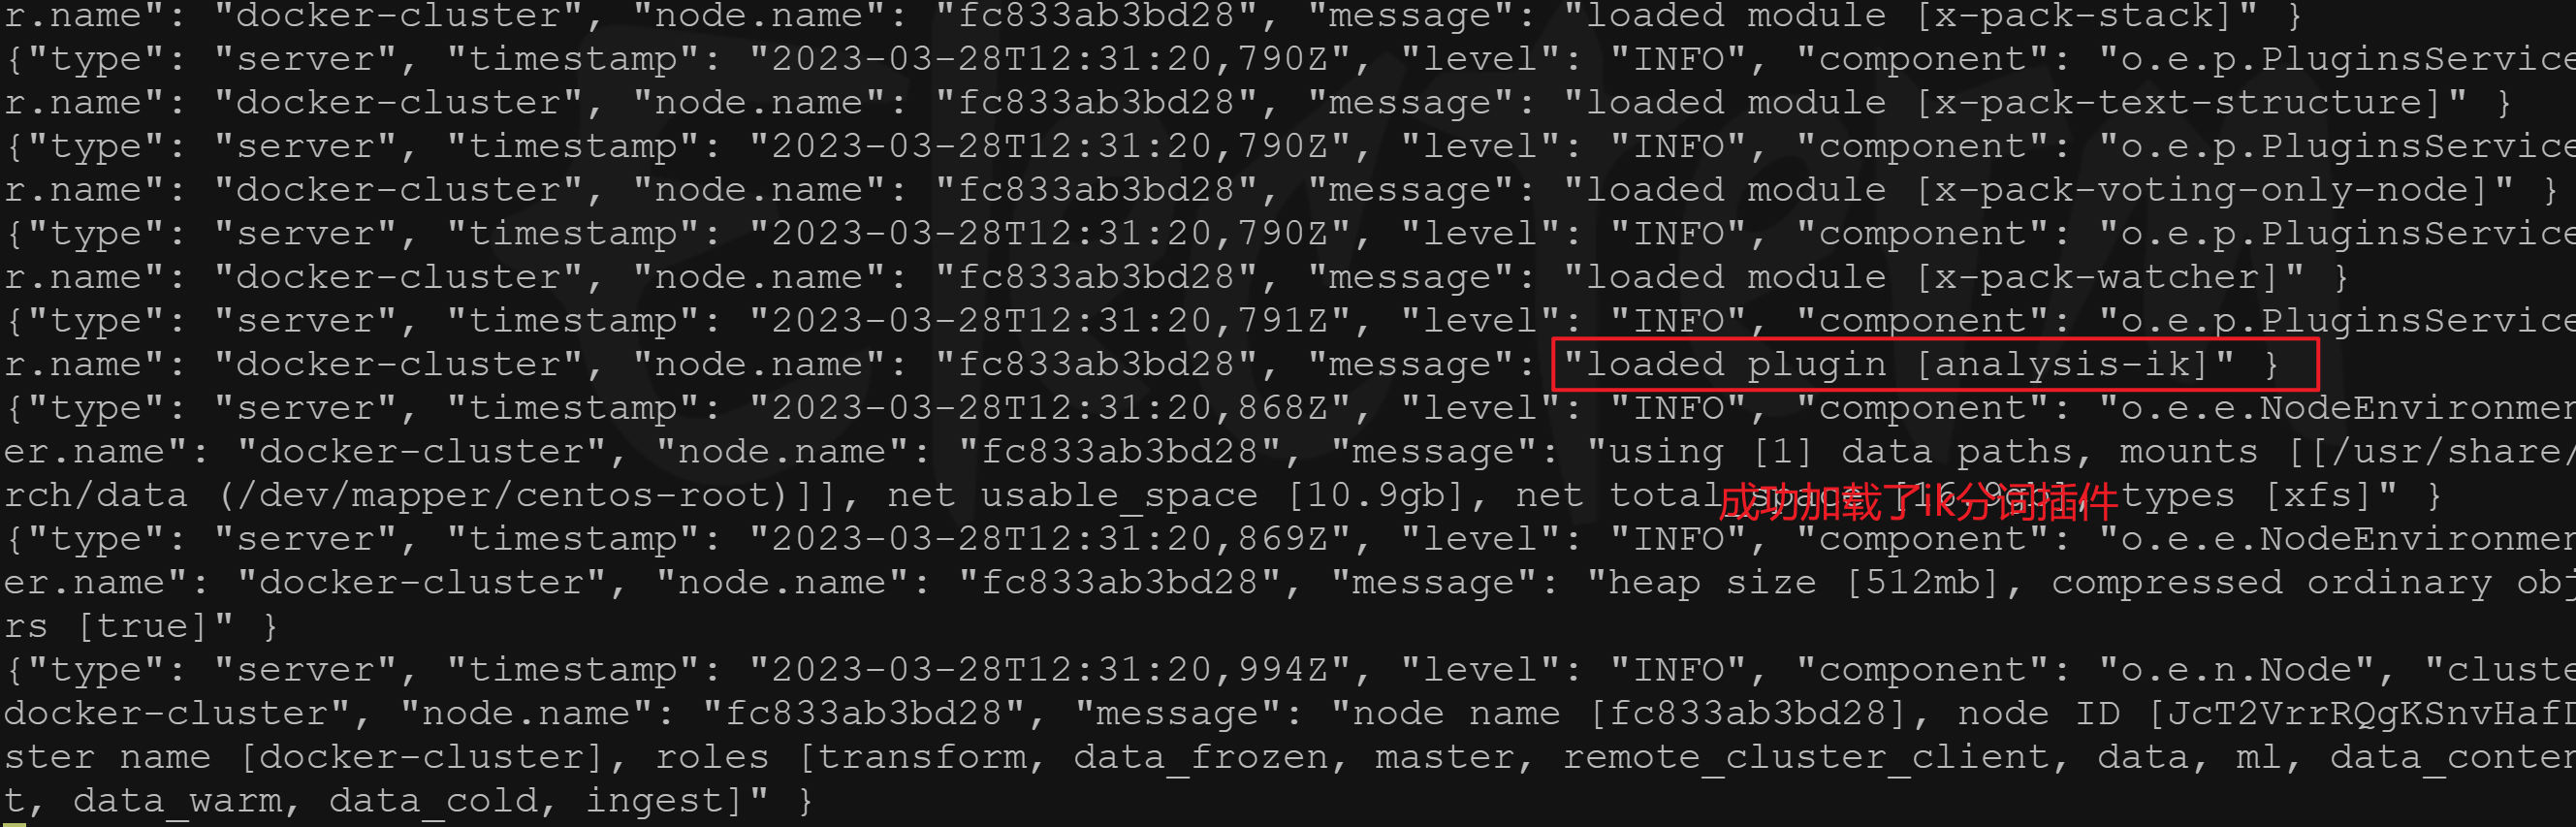 r.name": "docker-cluster", "node.name": "fc833ab3bd28", "message": "loaded module [x-pack-stack]" }
{"type": "server", "timestamp": "2023-03-28T12:31:20,790Z", "level": "INFO", "component": "o.e.p.PluginsService
r.name": "docker-cluster", "node.name": "fc833ab3bd28", "message": "loaded module [x-pack-text-structure]" }
{"type": "server", "timestamp": "2023-03-28T12:31:20,790Z", "level": "INFO", "component": "o.e.p.PluginsService
r.name": "docker-cluster", "node.name": "fc833ab3bd28", "message": "loaded module [x-pack-voting-only-node]" }
{"type": "server", "timestamp": "2023-03-28T12:31:20,790Z", "level": "INFO", "component": "o.e.p.PluginsService
r.name": "docker-cluster", "node.name": "fc833ab3bd28", "message": "loaded module [x-pack-watcher]" }
{"type": "server", "timestamp": "2023-03-28T12:31:20,791Z", "level": "INFO", "component": "o.e.p.PluginsService
r.name": "docker-cluster", "node.name": "fc833ab3bd28", "message": "loaded plugin [analysis-ik]" }
{"type": "server", "timestamp": "2023-03-28T12:31:20,868Z", "level": "INFO", "component": "o.e.e.NodeEnvironmen
er.name": "docker-cluster", "node.name": "fc833ab3bd28", "message": "using [1] data paths, mounts [[/usr/share/
rch/data (/dev/mapper/centos-root)]], net usable_space [10.9gb], net total_space [16.9gb], types [xfs]" }
成功加载了ik分词插件
{"type": "server", "timestamp": "2023-03-28T12:31:20,869Z", "level": "INFO", "component": "o.e.e.NodeEnvironmen
er.name": "docker-cluster", "node.name": "fc833ab3bd28", "message": "heap size [512mb], compressed ordinary obj
rs [true]" }
{"type": "server", "timestamp": "2023-03-28T12:31:20,994Z", "level": "INFO", "component": "o.e.n.Node", "cluste
docker-cluster", "node.name": "fc833ab3bd28", "message": "node name [fc833ab3bd28], node ID [JcT2VrrRQgKSnvHafD
ster name [docker-cluster], roles [transform, data_frozen, master, remote_cluster_client, data, ml, data_conten
t, data_warm, data_cold, ingest]" }